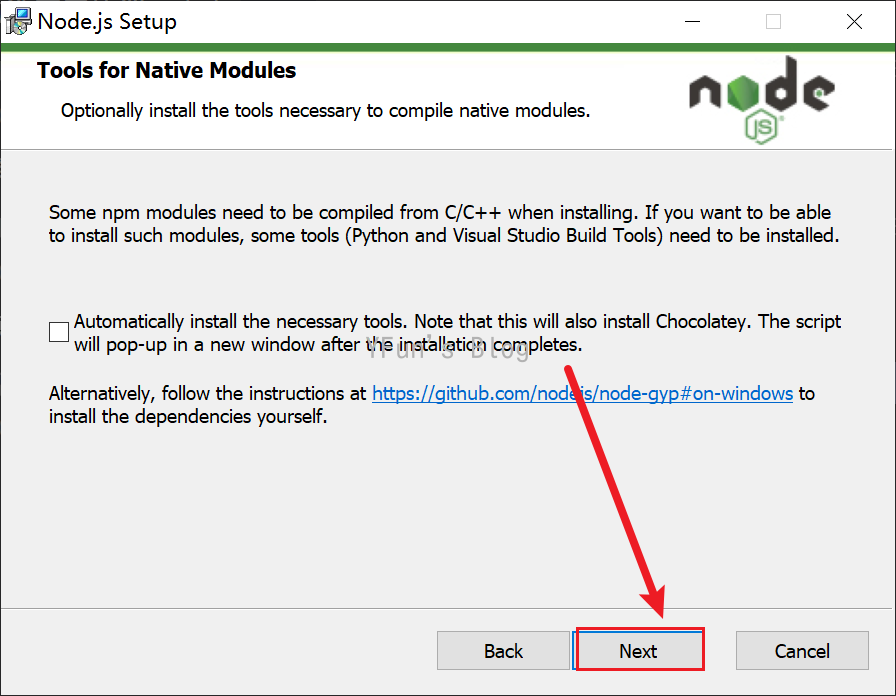 Node.js Setup
Tools for Native Modules
Optionally install the tools necessary to compile native modules.
node
JS
Some npm modules need to be compiled from C/C++ when installing. If you want to be able
to install such modules, some tools (Python and Visual Studio Build Tools) need to be installed.
Automatically install the necessary tools. Note that this will also install Chocolatey. The script
will pop-up in a new window after the installation completes.
YFun's Blog
Alternatively, follow the instructions at https://github.com/nodejs/node-gyp#on-windows to
install the dependencies yourself.
Back
Next
Cancel